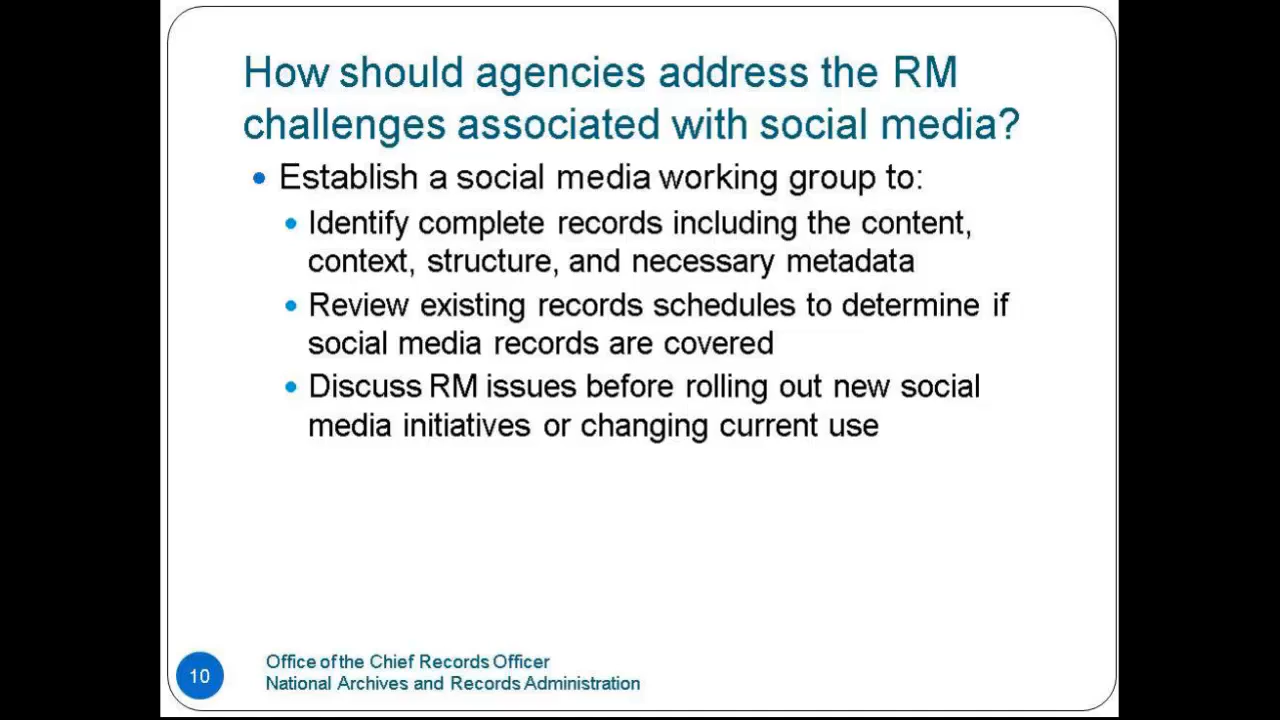 How should agencies address the RM
challenges associated with social media?
• Establish a social media working group to:
• Identify complete records including the content,
context, structure, and necessary metadata
• Review existing records schedules to determine if
social media records are covered
• Discuss RM issues before rolling out new social
media initiatives or changing current use
10
Office of the Chief Records Officer
National Archives and Records Administration